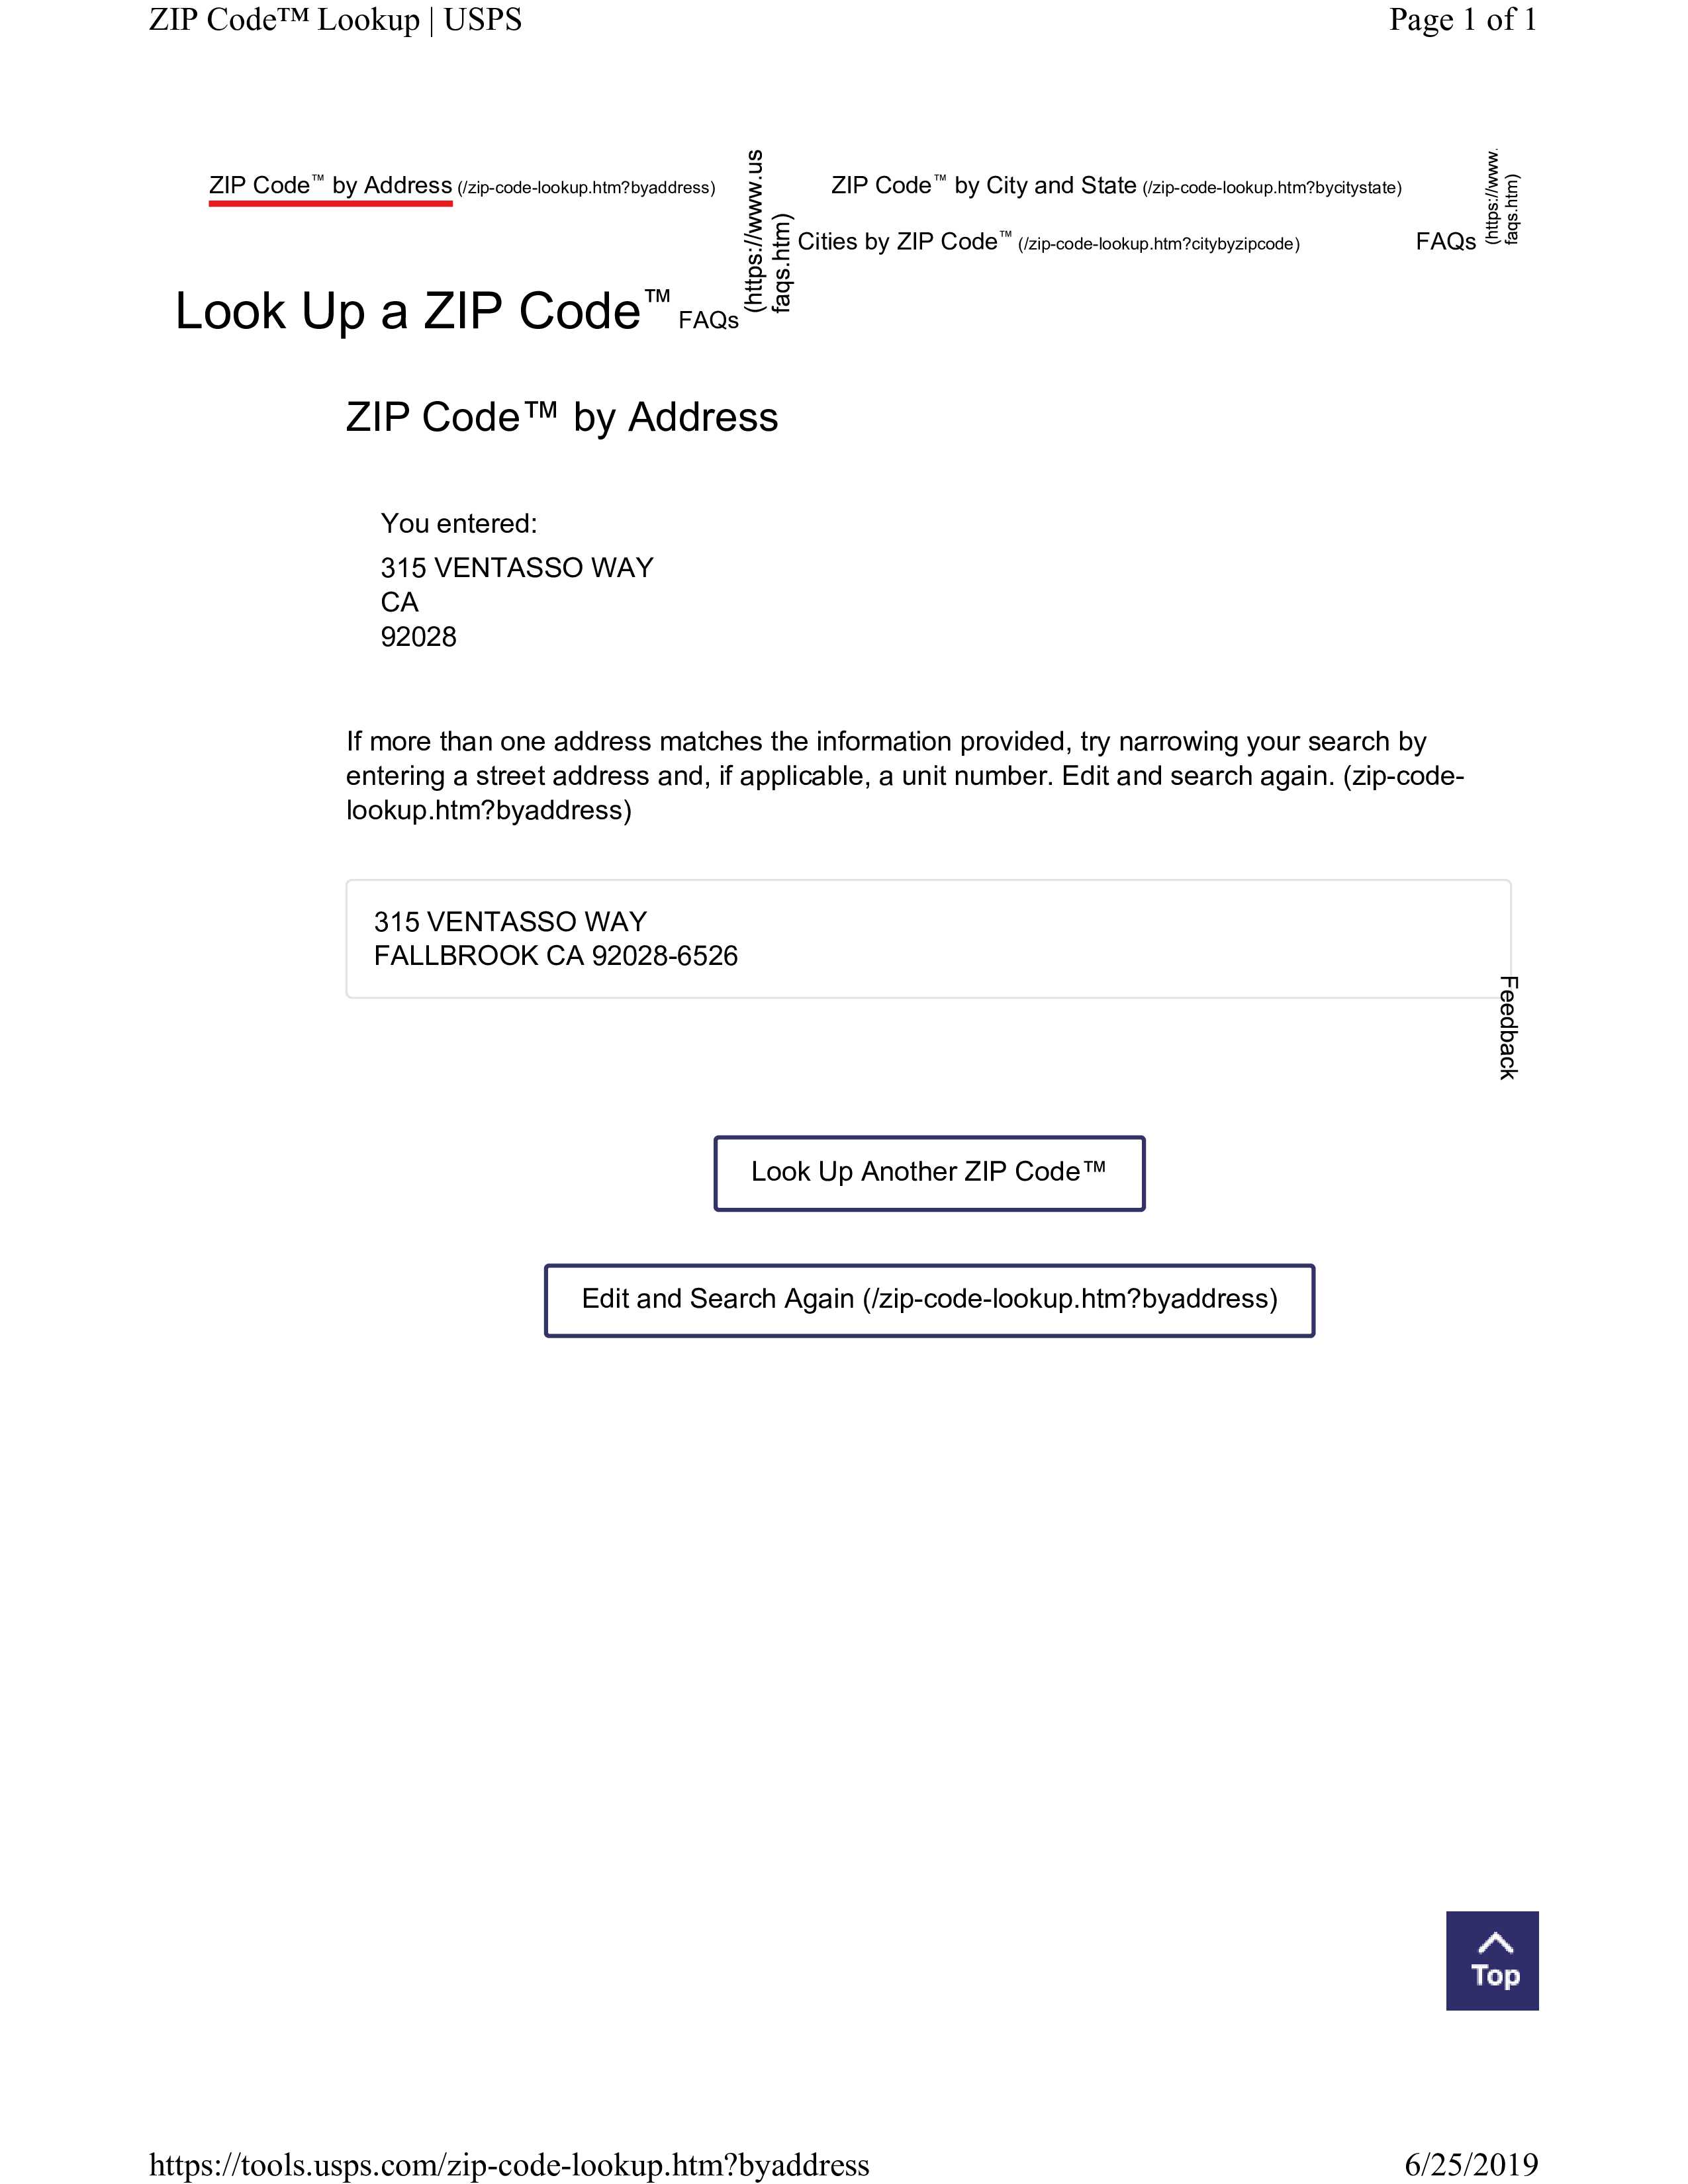 ZIP Code™ Lookup | USPS
Page 1 of 1
ZIP Code™ by Address (/zip-code-lookup.htm?byaddress)
(https://www.us
faqs.htm)
ZIP Code™ by City and State (/zip-code-lookup.htm?bycitystate)
Cities by ZIP Code™ (/zip-code-lookup.htm?citybyzipcode)
FAQs
(https://www.
faqs.htm)
Look Up a ZIP Code™ FAQs
ZIP Code™ by Address
You entered:
315 VENTASSO WAY
CA
92028
If more than one address matches the information provided, try narrowing your search by
entering a street address and, if applicable, a unit number. Edit and search again. (zip-code-
lookup.htm?byaddress)
315 VENTASSO WAY
FALLBROOK CA 92028-6526
Feedback
Look Up Another ZIP Code™
Edit and Search Again (/zip-code-lookup.htm?byaddress)
Top
https://tools.usps.com/zip-code-lookup.htm?byaddress
6/25/2019